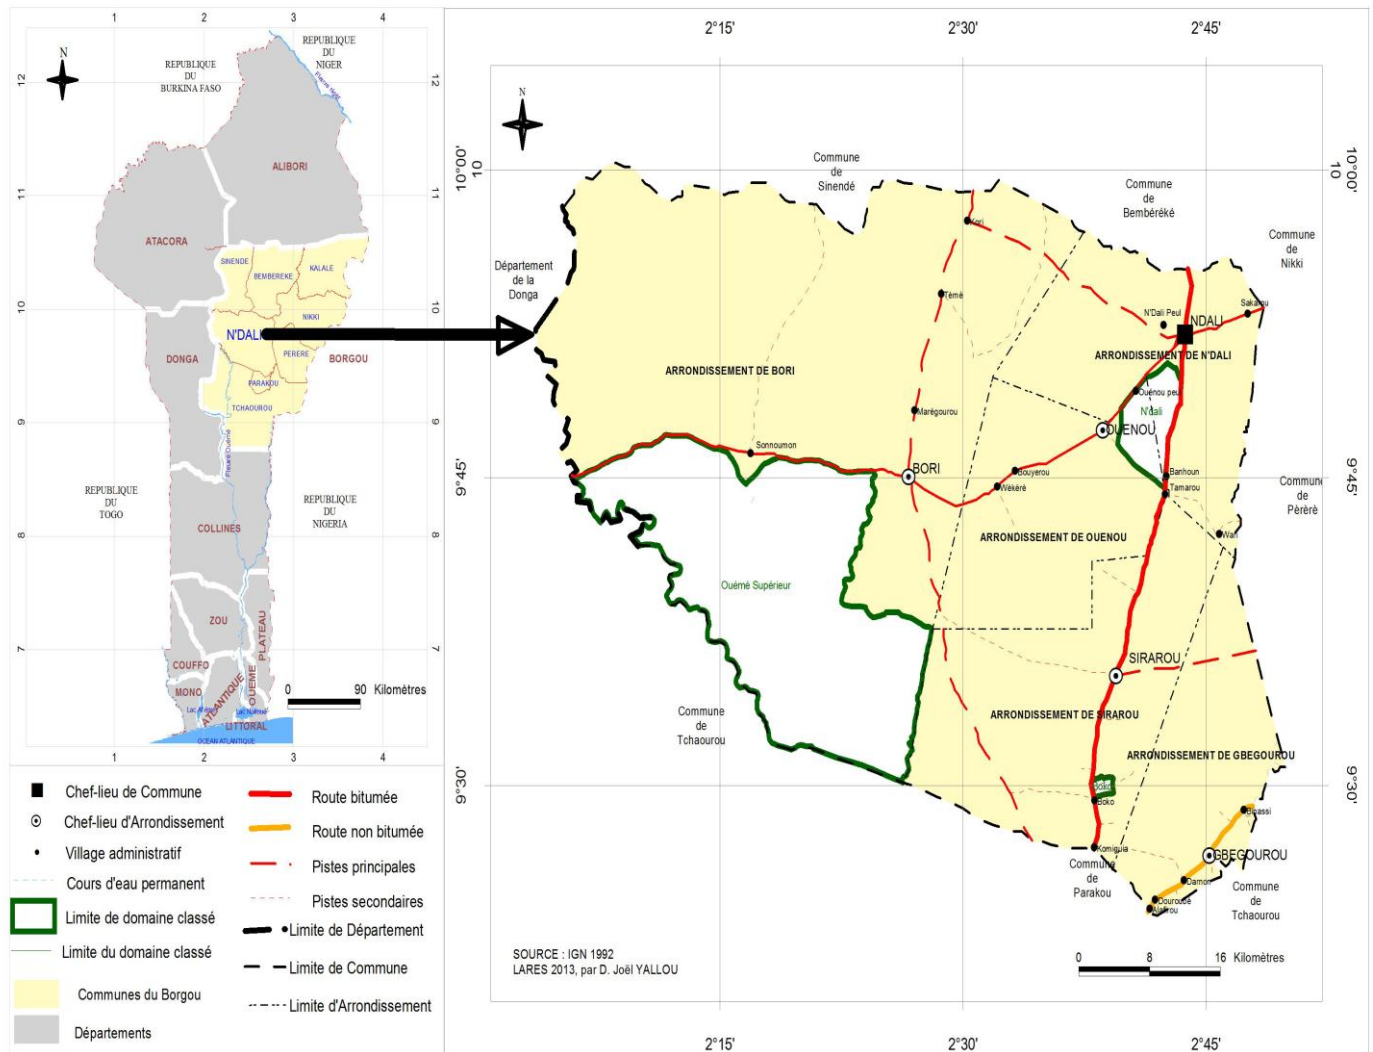 1
2
3
4
N
REPUBLIQUE
DU
NIGER
REPUBLIQUE
DU
BURKINA FASO
Fleuve Niger
12
12
ALIBORI
11
11
ATACORA
SINENDE
BEMBEREKE
KALALE
10
10
NIKKI
N'DALI
PERERE
DONGA
BORGOU
PARAKOU
TCHAOUROU
9
9
Fleuve Ouémé
REPUBLIQUE
DU
TOGO
REPUBLIQUE
DU
NIGERIA
COLLINES
8
8
ZOU
PLATEAU
7
7
COUFFO
OUEME
MONO
ATLANTIQUE
0
90
Kilomètres
LITTORAL
OCEAN ATLANTIQUE
1
2
3
4
Chef-lieu de Commune
Chef-lieu d'Arrondissement
Village administratif
Cours d'eau permanent
Limite de domaine classé
Limite du domaine classé
Communes du Borgou
Départements
Route bitumée
Route non bitumée
Pistes principales
Pistes secondaires
Limite de Département
Limite de Commune
Limite d'Arrondissement
2°15'
2°30'
2°45'
N
10°00'
10
10°00'
10
Commune
de
Sinendé
Commune
de
Bembéréké
Commune
de
Nikki
Kori
Département
de la
Donga
Témé
N'Dali Peul
NDALI
Sakarou
ARRONDISSEMENT DE N'DALI
ARRONDISSEMENT DE BORI
Ouénou peul
N'dali
Marégourou
OUENOU
Sonnoumon
BORI
Bouyerou
Wèkèrè
Banhoun
Tamarou
9°45'
9°45'
Commune
de
Pèrèrè
Wari
ARRONDISSEMENT DE OUENOU
Ouémé Supérieur
SIRAROU
ARRONDISSEMENT DE SIRAROU
Commune
de
Tchaourou
ARRONDISSEMENT DE GBEGOUROU
9°30'
9°30'
Boko
Komiguia
GBEGOUROU
Commune
de
Parakou
Damon
Commune
de
Tchaourou
SOURCE : IGN 1992
LARES 2013, par D. Joël YALLOU
0
8
16
Kilomètres
2°15'
2°30'
2°45'